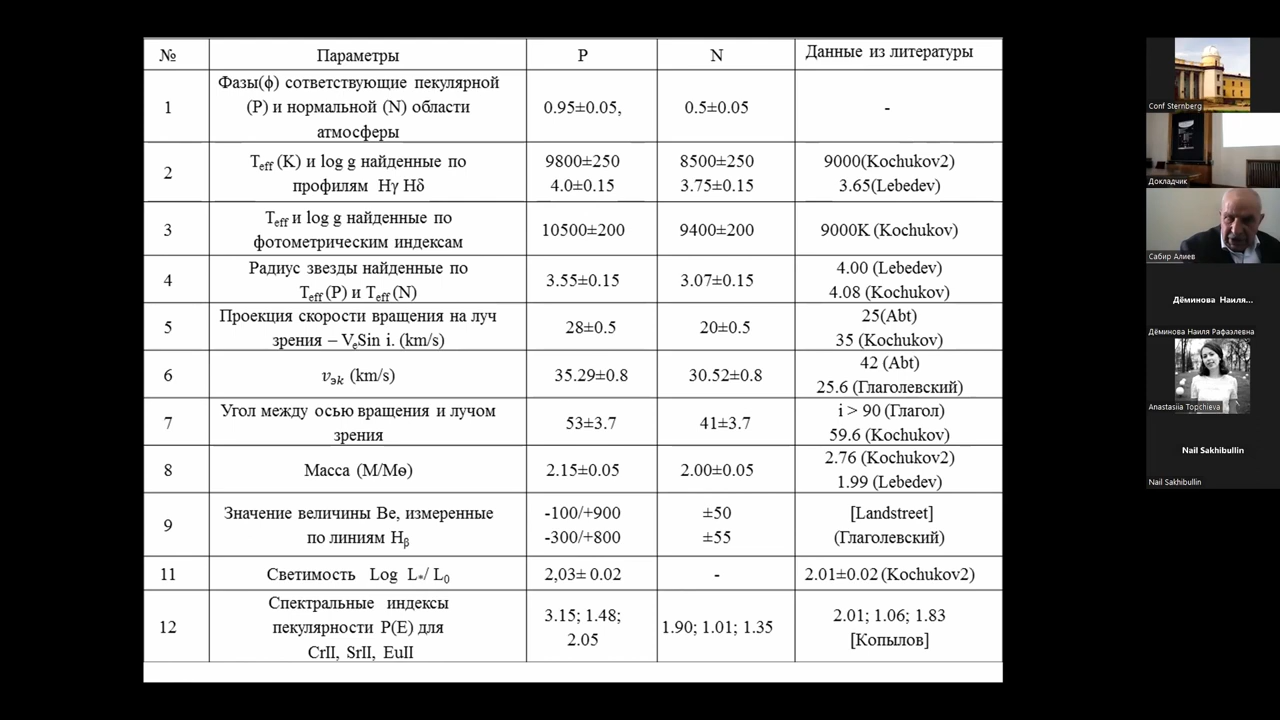 № Параметры P N Данные из литературы
1 Фазы(ϕ) сответствующие пекулярной (P) и нормальной (N) области атмосферы 0.95±0.05, 0.5±0.05 -
2 Teff (K) и log g найденные по профилям Hγ Hδ 9800±250 4.0±0.15 8500±250 3.75±0.15 9000(Kochukov2) 3.65(Lebedev)
3 Teff и log g найденные по фотометрическим индексам 10500±200 9400±200 9000K (Kochukov)
4 Радиус звезды найденные по Teff (P) и Teff (N) 3.55±0.15 3.07±0.15 4.00 (Lebedev) 4.08 (Kochukov)
5 Проекция скорости вращения на луч зрения – VeSin i. (km/s) 28±0.5 20±0.5 25(Abt) 35 (Kochukov)
6 𝑣эk (km/s) 35.29±0.8 30.52±0.8 42 (Abt) 25.6 (Глаголевский)
7 Угол между осью вращения и лучом зрения 53±3.7 41±3.7 i > 90 (Глагол) 59.6 (Kochukov)
8 Масса (М/Мɵ) 2.15±0.05 2.00±0.05 2.76 (Kochukov2) 1.99 (Lebedev)
9 Значение величины Be, измеренные по линиям Hβ -100/+900 -300/+800 ±50 ±55 [Landstreet] (Глаголевский)
11 Светимость Log L*/ L0 2,03± 0.02 - 2.01±0.02 (Kochukov2)
12 Спектральные индексы пекулярности P(E) для CrII, SrII, EuII 3.15; 1.48; 2.05 1.90; 1.01; 1.35 2.01; 1.06; 1.83 [Копылов]
Conf Sternberg
Докладчик
Сабир Алиев
Дёминова Наиля...
Дёминова Наиля Рафаэлевна
Anastasiia Topchieva
Nail Sakhibullin
Nail Sakhibullin